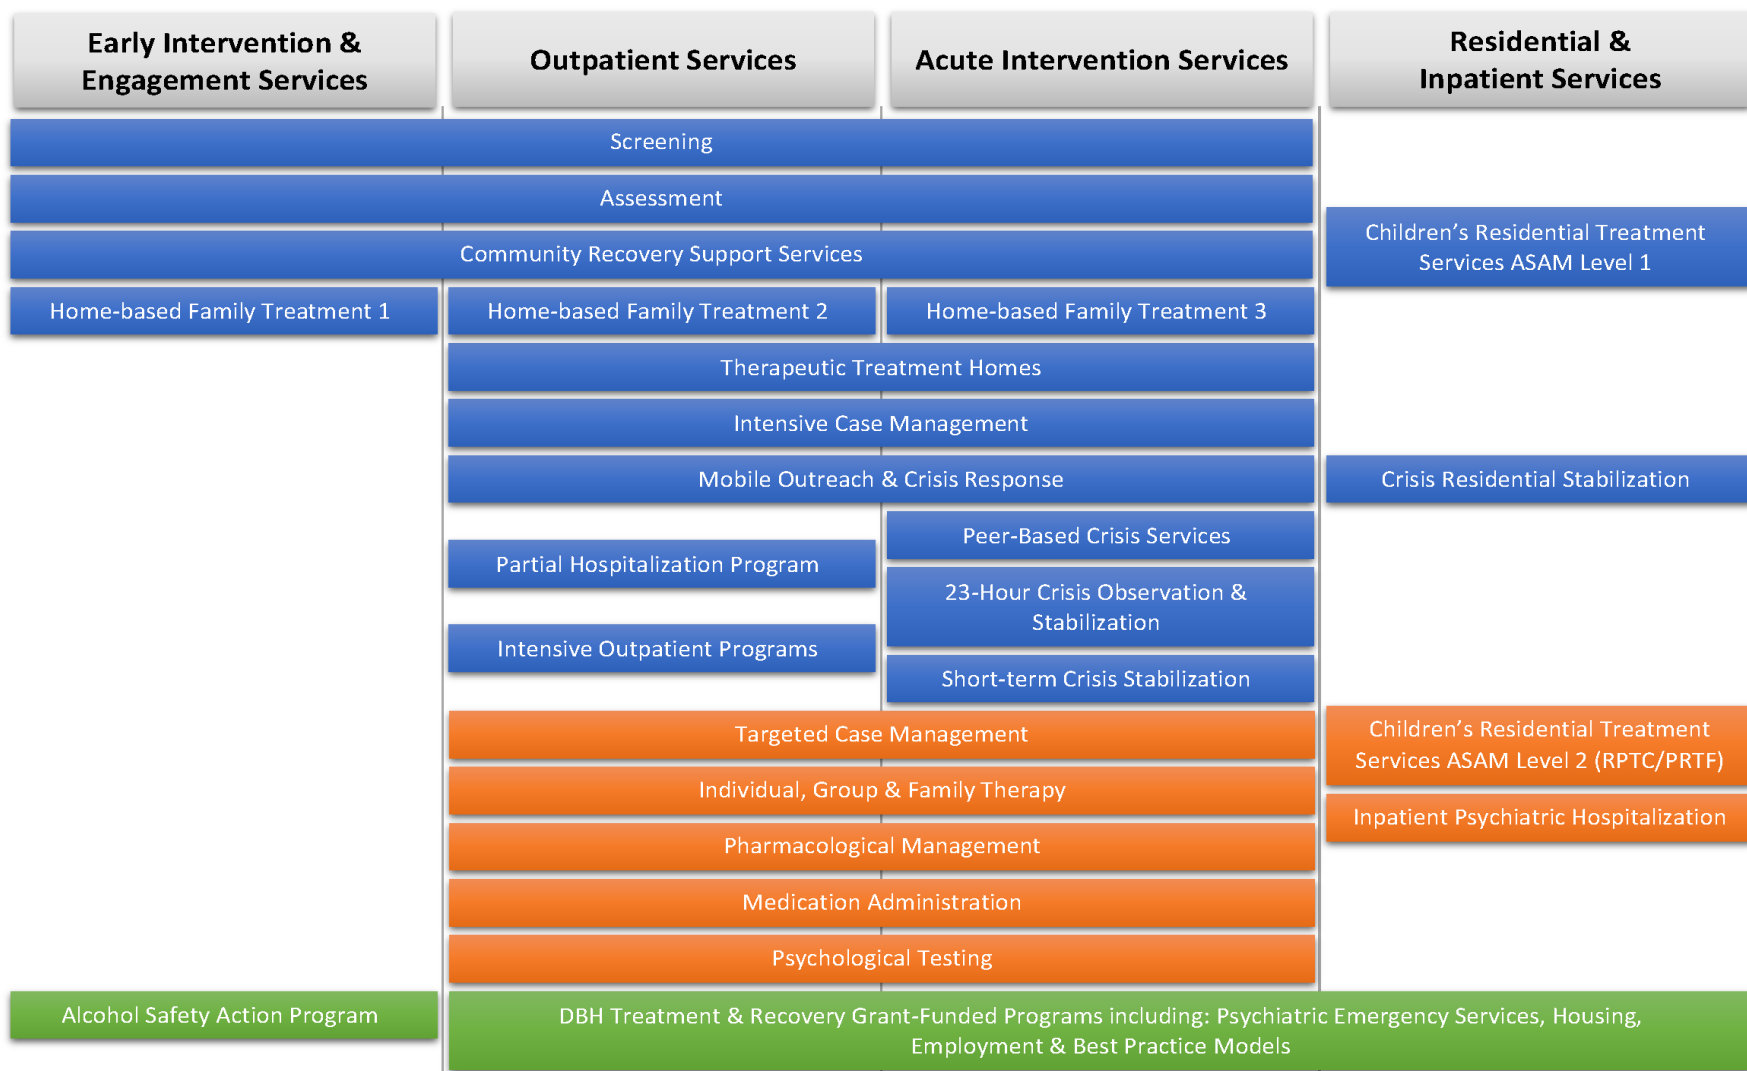 Early Intervention &
Engagement Services
Outpatient Services
Acute Intervention Services
Residential &
Inpatient Services
Screening
Assessment
Community Recovery Support Services
Children’s Residential Treatment
Services ASAM Level 1
Home-based Family Treatment 1
Home-based Family Treatment 2
Home-based Family Treatment 3
Therapeutic Treatment Homes
Intensive Case Management
Mobile Outreach & Crisis Response
Crisis Residential Stabilization
Partial Hospitalization Program
Peer-Based Crisis Services
23-Hour Crisis Observation &
Stabilization
Intensive Outpatient Programs
Short-term Crisis Stabilization
Targeted Case Management
Children’s Residential Treatment
Services ASAM Level 2 (RPTC/PRTF)
Individual, Group & Family Therapy
Inpatient Psychiatric Hospitalization
Pharmacological Management
Medication Administration
Psychological Testing
Alcohol Safety Action Program
DBH Treatment & Recovery Grant-Funded Programs including: Psychiatric Emergency Services, Housing,
Employment & Best Practice Models